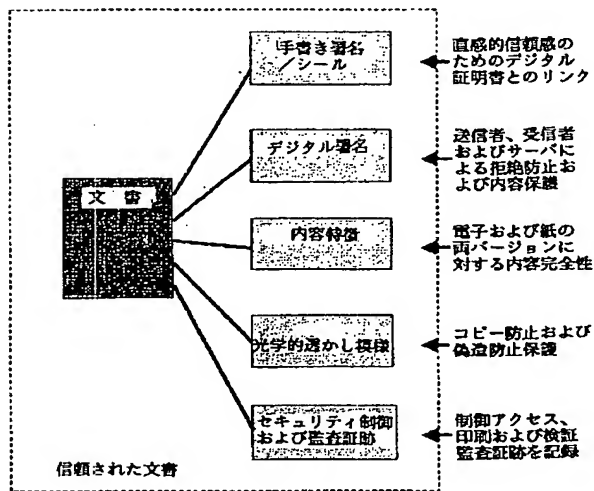 手書き署名
／シール
直感的信頼感の
ためのデジタル
証明書とのリンク
デジタル署名
送信者、受信者
およびサーバに
よる拒絶防止お
よび内容保護
文 書
内容特徴
電子および紙の
両バージョンに
対する内容完全性
光学的透かし模様
コピー防止および
偽造防止保護
セキュリティ制御
および監査証跡
制御アクセス、
印刷および検証
監査証跡を記録
信頼された文書